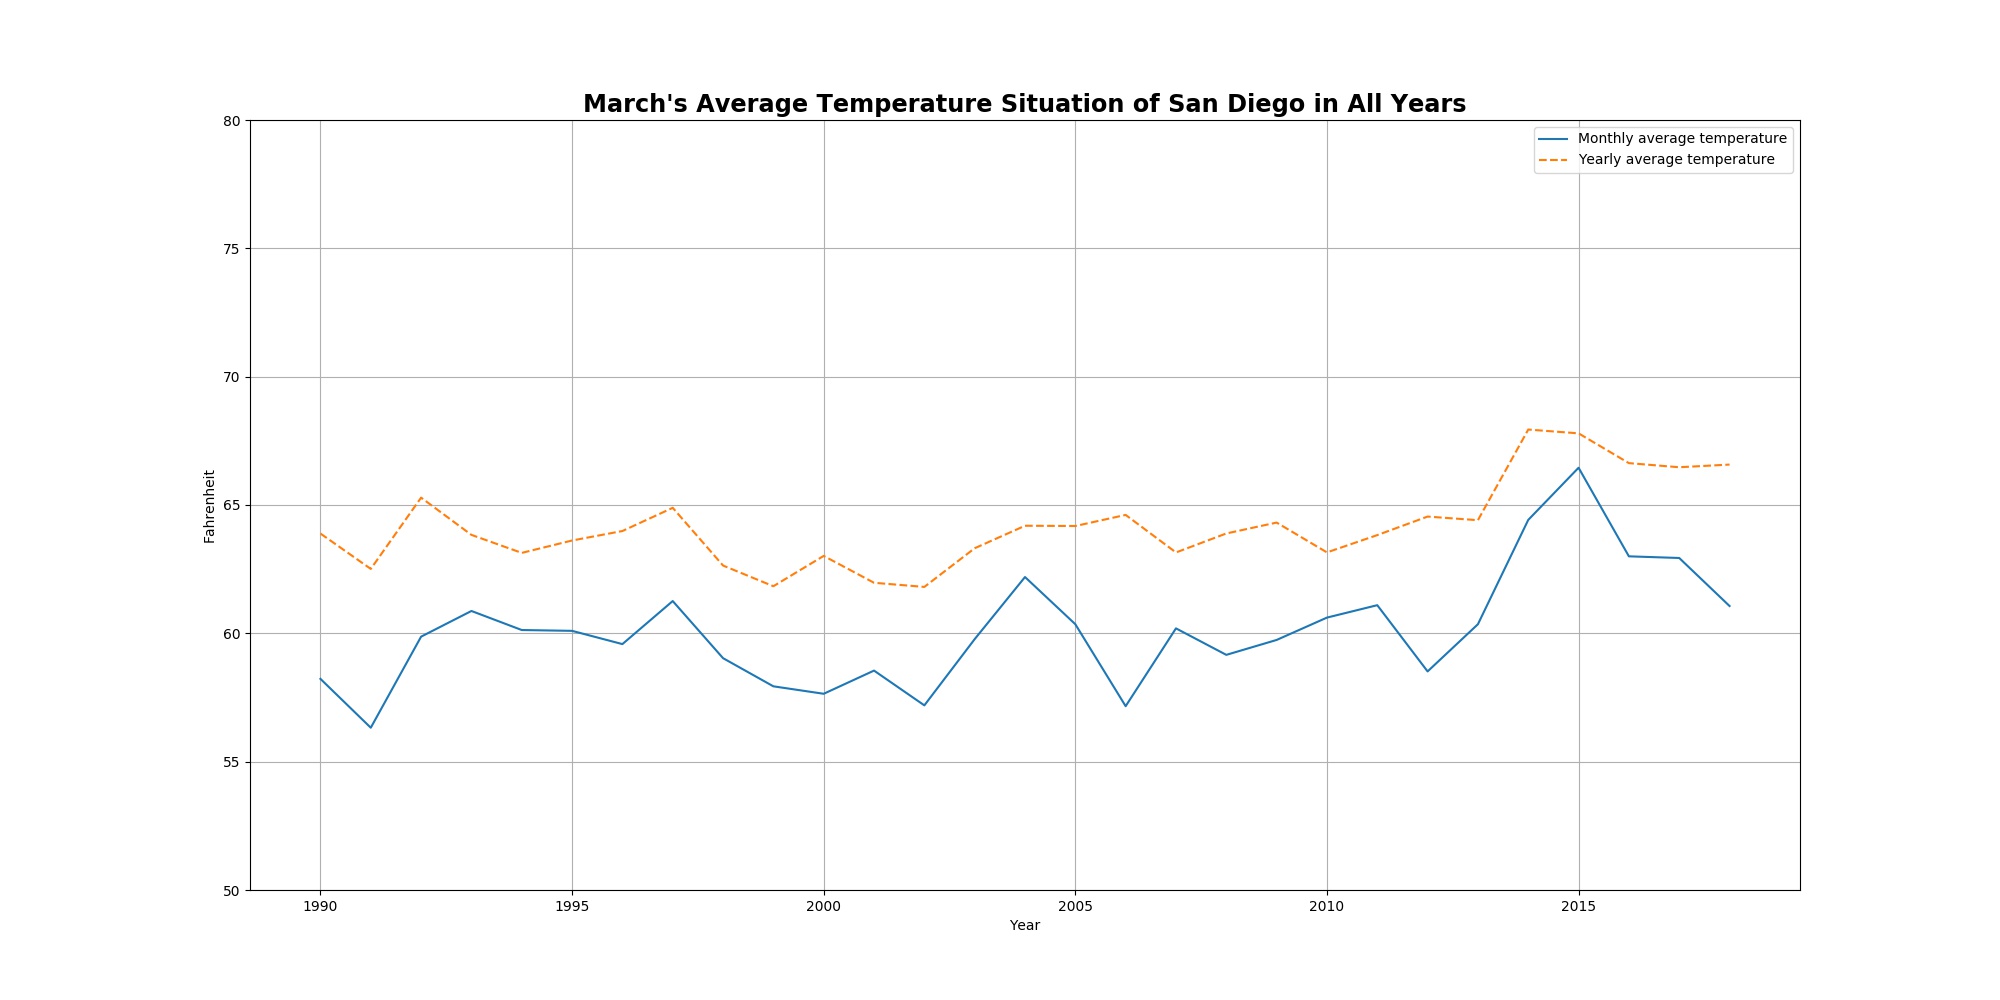 March's Average Temperature Situation of San Diego in All Years
Monthly average temperature
Yearly average temperature
80
75
70
65
60
55
50
Fahrenheit
1990 1995 2000 2005 2010 2015
Year